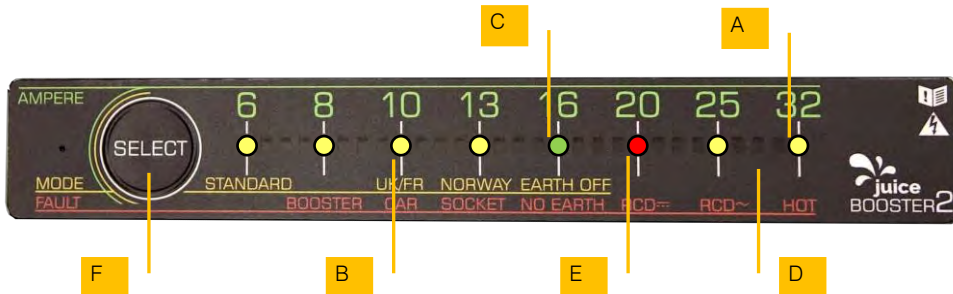 C A
AMPERE 6 8 10 13 16 20 25 32
SELECT
MODE STANDARD UK/FR NORWAY EARTH OFF
FAULT BOOSTER CAR SOCKET NO EARTH RCD⎓ RCD~ HOT
juice
BOOSTER2
F B E D